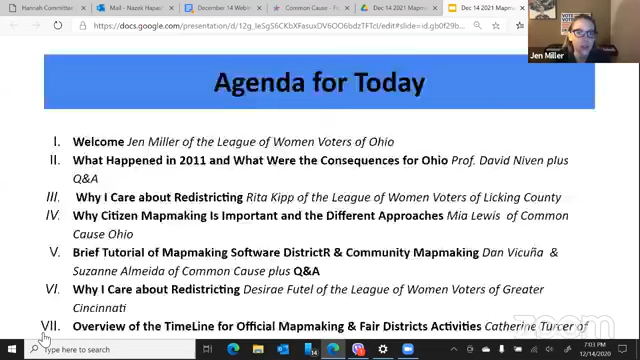 Hannah Committee
Mail - Nazek Hapa
December 14 Webin
Common Cause - Fo
Dec 14 2021 Mapm
Dec 14 2021 Mapm
VOTE
https://docs.google.com/presentation/d/
Jen Miller
Agenda for Today
I. Welcome Jen Miller of the League of Women Voters of Ohio
II. What Happened in 2011 and What Were the Consequences for Ohio Prof. David Niven plus
Q&A
III. Why I Care about Redistricting Rita Kipp of the League of Women Voters of Licking County
IV. Why Citizen Mapmaking Is Important and the Different Approaches Mia Lewis of Common
Cause Ohio
V. Brief Tutorial of Mapmaking Software DistrictR & Community Mapmaking Dan Vicuña &
Suzanne Almeida of Common Cause plus Q&A
VI. Why I Care about Redistricting Desirae Futel of the League of Women Voters of Greater
Cincinnati
VII. Overview of the TimeLine for Official Mapmaking & Fair Districts Activities Catherine Turcer of
zoom
Type here to search
14
7:03 PM
12/14/2020